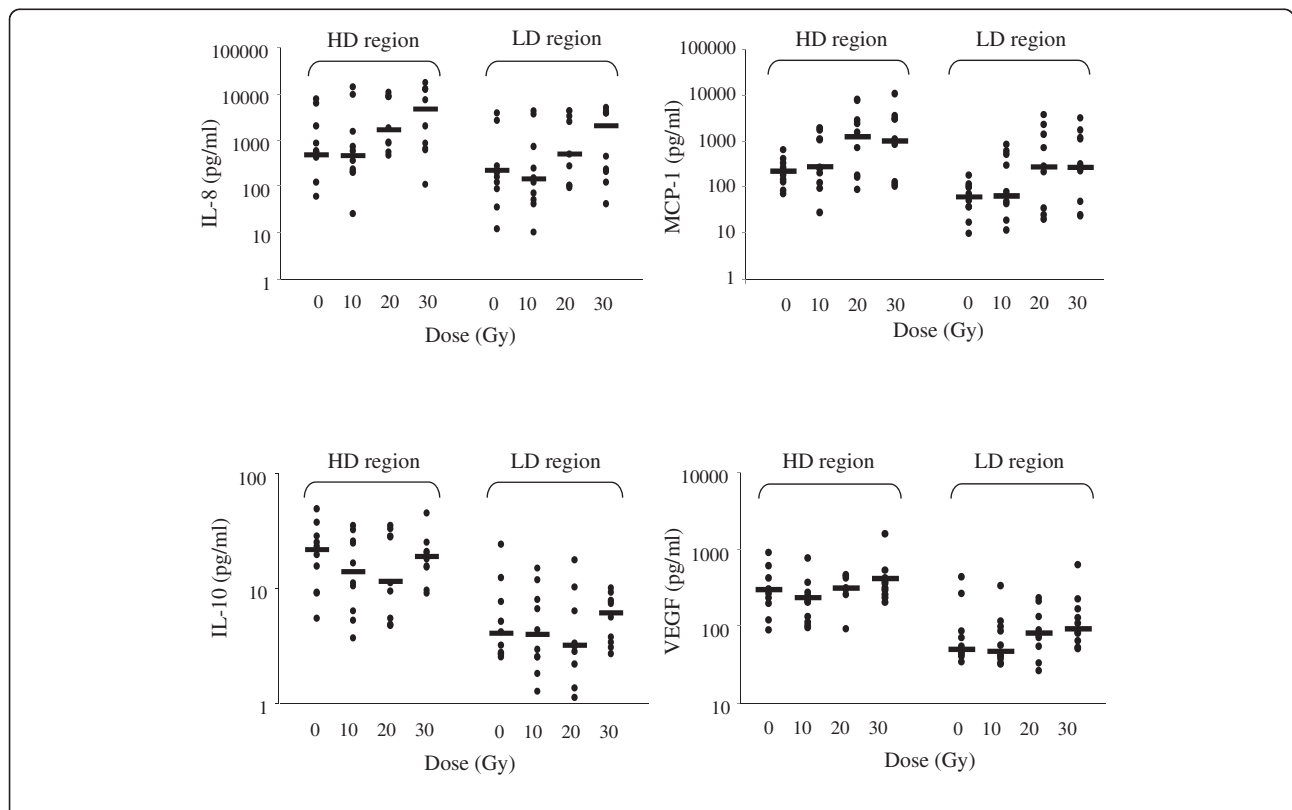 HD region LD region
100000
10000
1000
100
10
1
IL-8 (pg/ml)
0 10 20 30 0 10 20 30
Dose (Gy)
HD region LD region
100000
10000
1000
100
10
1
MCP-1 (pg/ml)
0 10 20 30 0 10 20 30
Dose (Gy)
HD region LD region
100
10
1
IL-10 (pg/ml)
0 10 20 30 0 10 20 30
Dose (Gy)
HD region LD region
10000
1000
100
10
VEGF (pg/ml)
0 10 20 30 0 10 20 30
Dose (Gy)